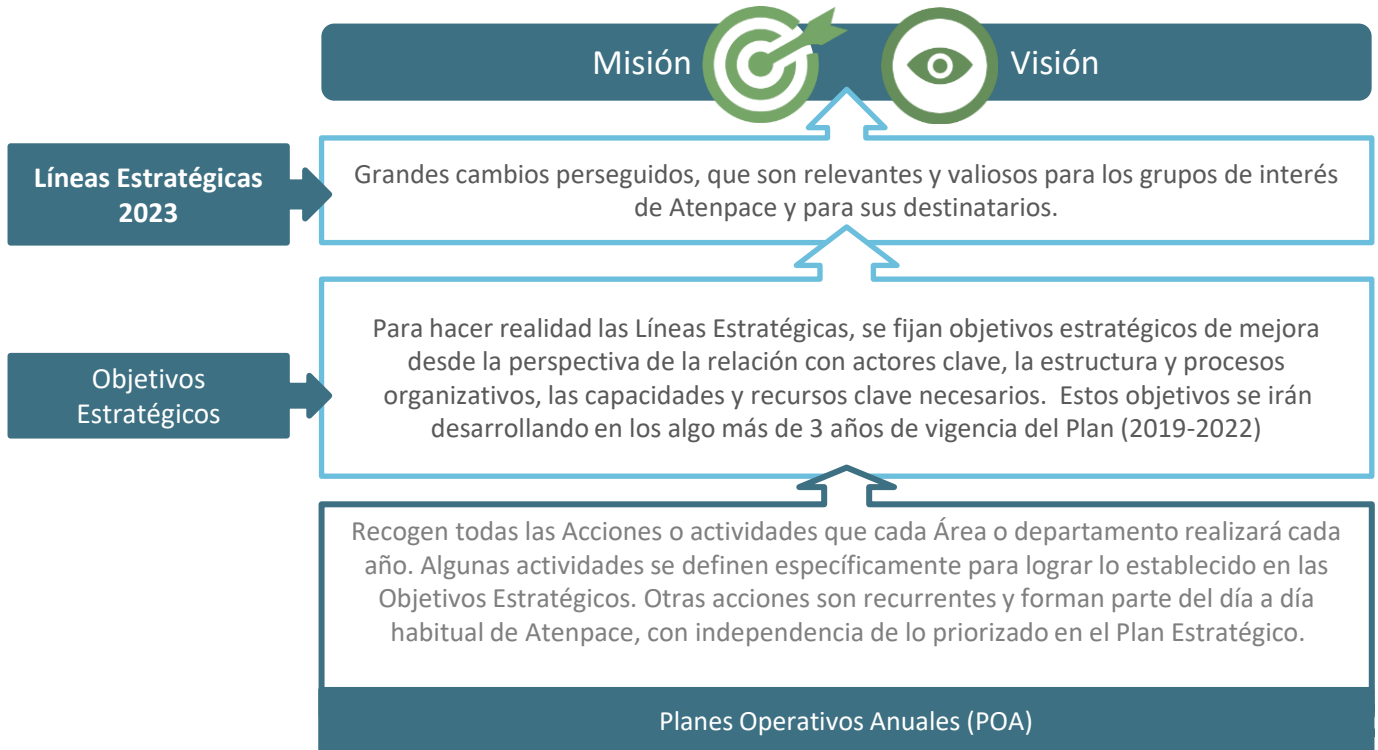 Misión
Visión
Líneas Estratégicas
2023
Grandes cambios perseguidos, que son relevantes y valiosos para los grupos de interés
de Atenpace y para sus destinatarios.
Objetivos
Estratégicos
Para hacer realidad las Líneas Estratégicas, se fijan objetivos estratégicos de mejora
desde la perspectiva de la relación con actores clave, la estructura y procesos
organizativos, las capacidades y recursos clave necesarios.  Estos objetivos se irán
desarrollando en los algo más de 3 años de vigencia del Plan (2019-2022)
Recogen todas las Acciones o actividades que cada Área o departamento realizará cada
año. Algunas actividades se definen específicamente para lograr lo establecido en las
Objetivos Estratégicos. Otras acciones son recurrentes y forman parte del día a día
habitual de Atenpace, con independencia de lo priorizado en el Plan Estratégico.
Planes Operativos Anuales (POA)